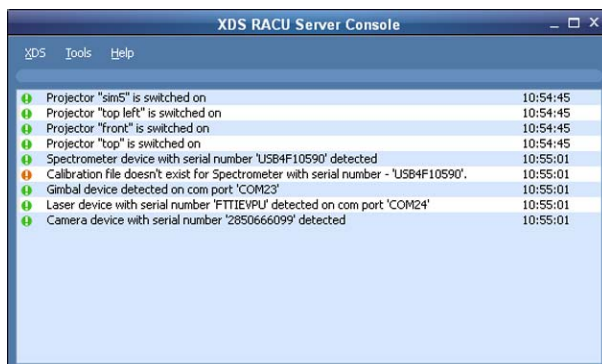 XDS RACU Server Console
XDS Tools Help
Projector "sim5" is switched on 10:54:45
Projector "top left" is switched on 10:54:45
Projector "front" is switched on 10:54:45
Projector "top" is switched on 10:54:45
Spectrometer device with serial number 'USB4F10590' detected 10:55:01
Calibration file doesn't exist for Spectrometer with serial number - 'USB4F10590'. 10:55:01
Gimbal device detected on com port 'COM23' 10:55:01
Laser device with serial number 'FTTIEVPU' detected on com port 'COM24' 10:55:01
Camera device with serial number '2850666099' detected 10:55:01